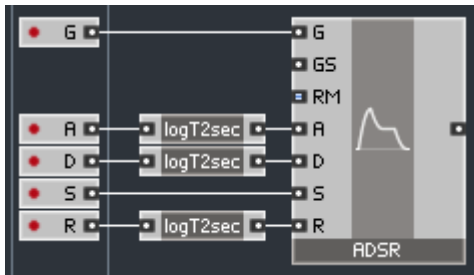 G G
GS
RM
A logT2sec A
D logT2sec D
S S
R logT2sec R
ADSR